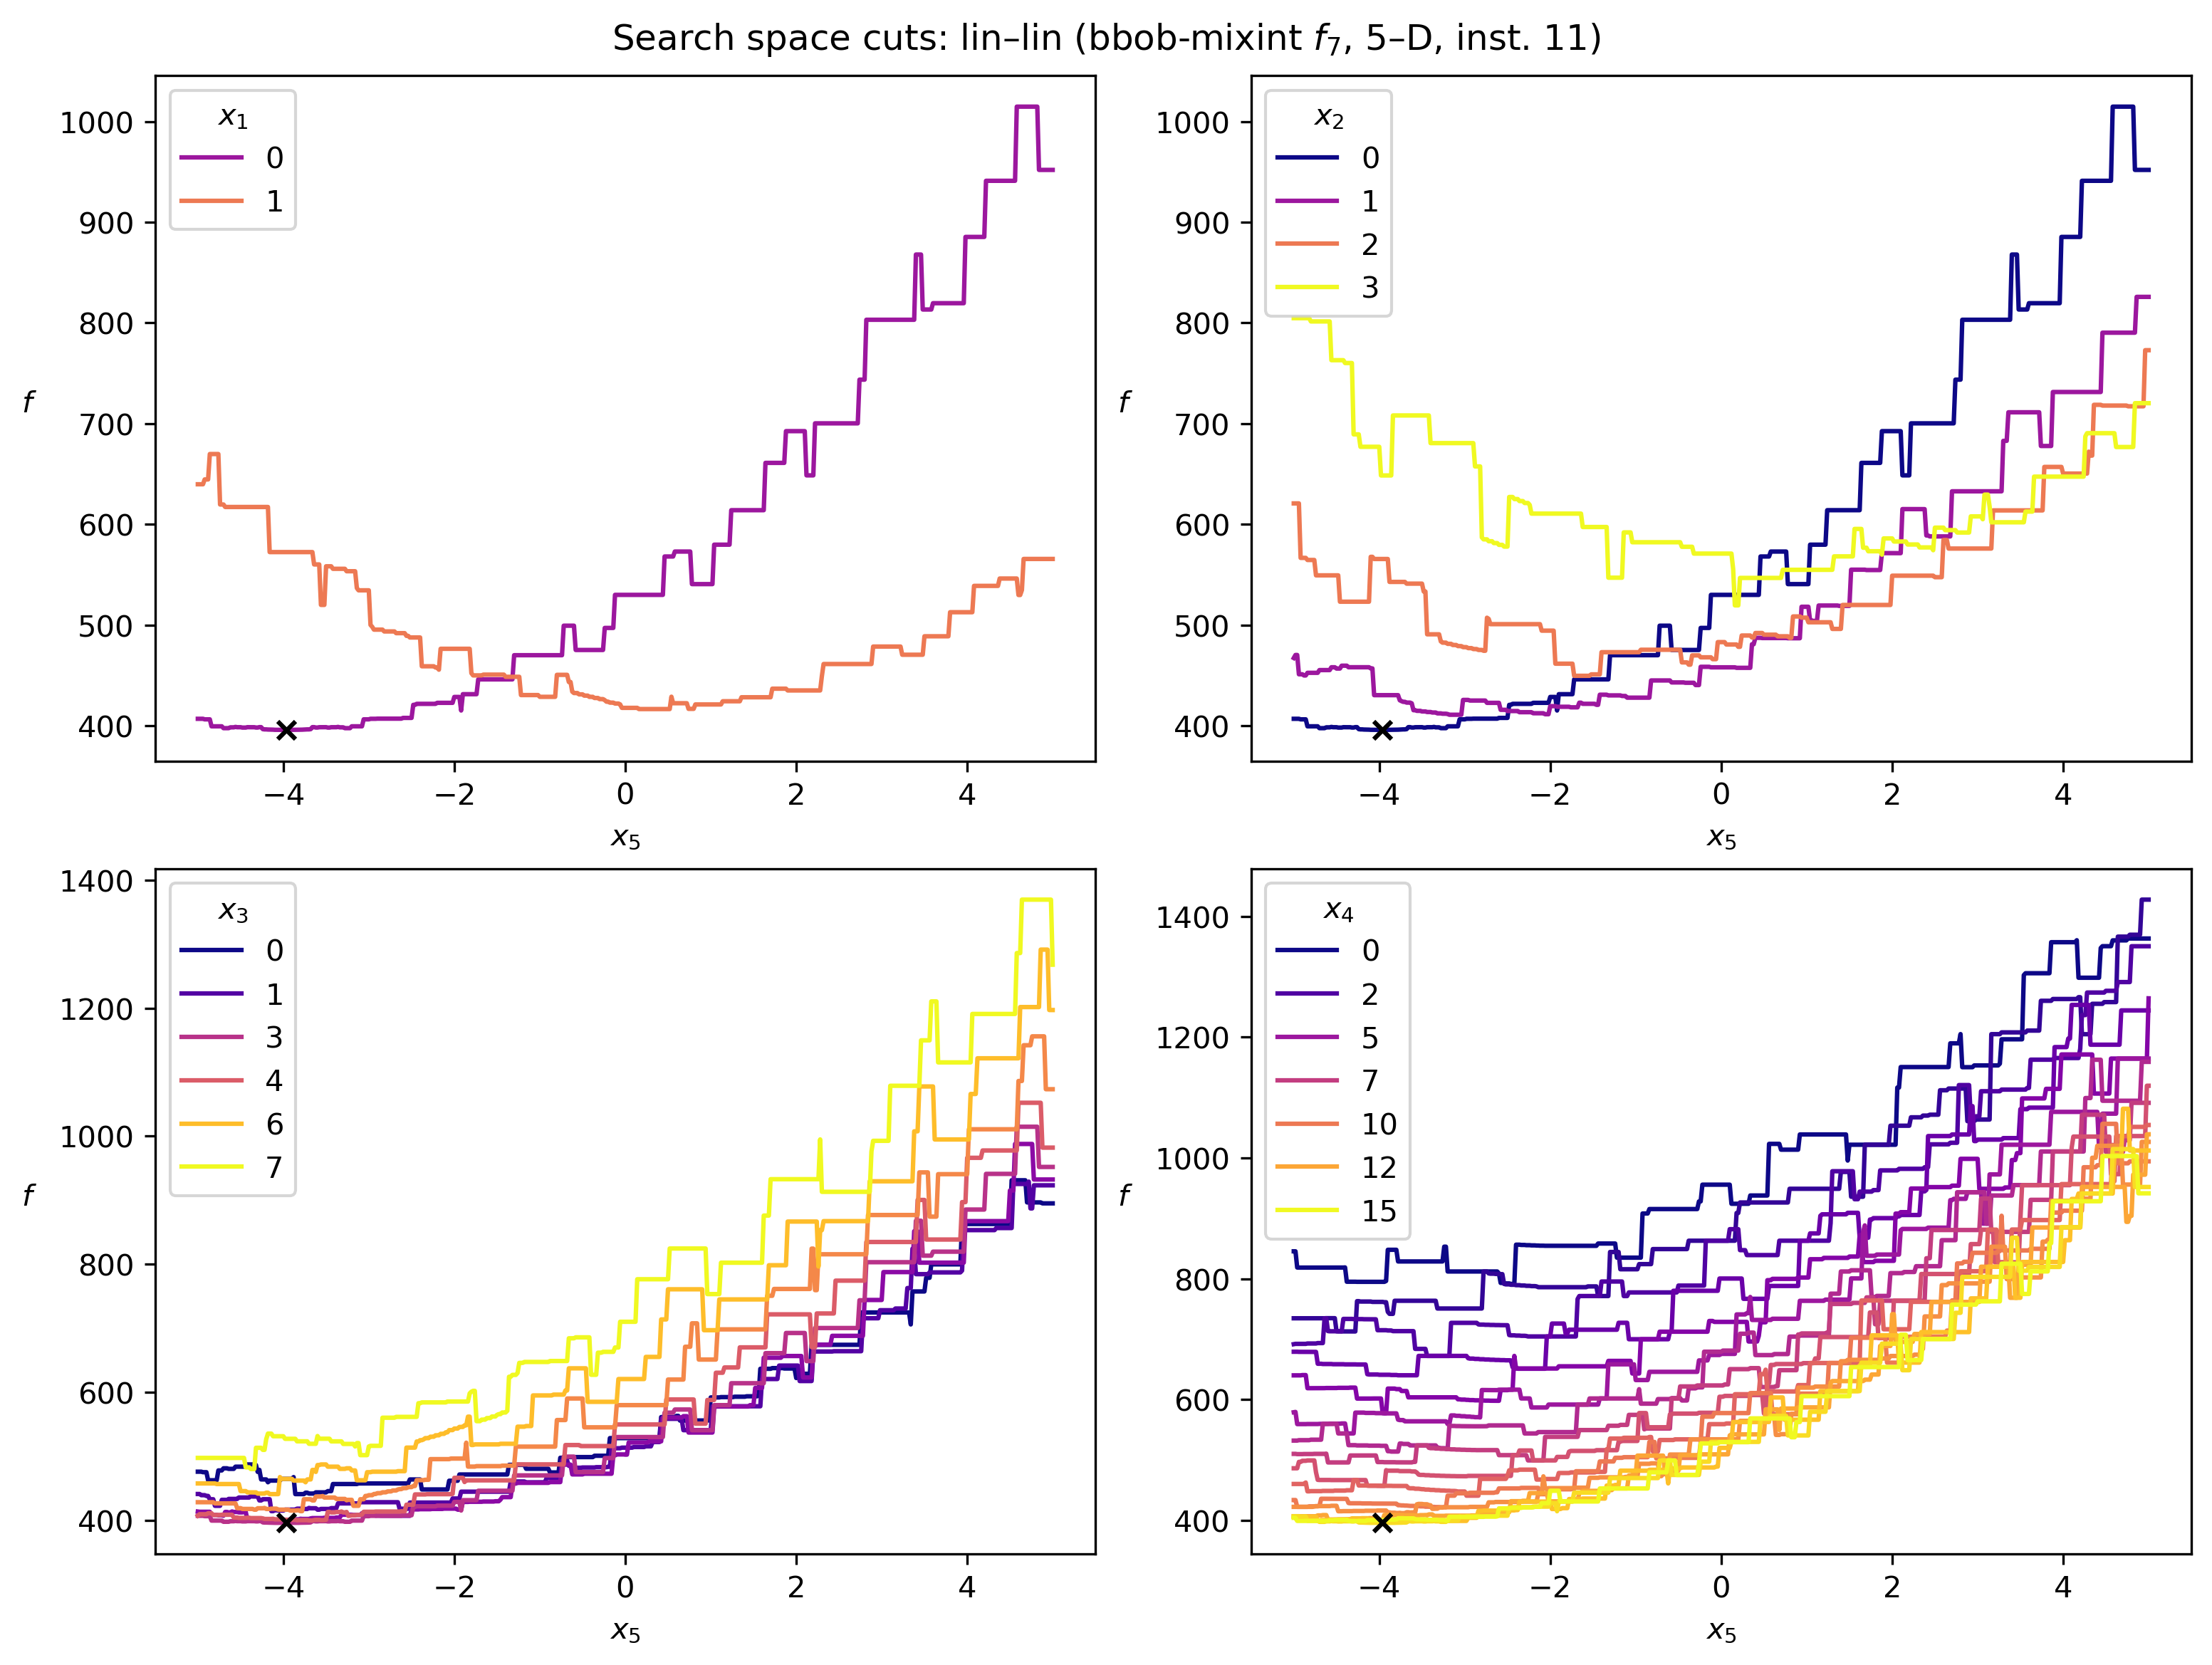 Search space cuts: lin–lin (bbob-mixint f₇, 5–D, inst. 11)
x₁
0
1
1000
900
800
700
600
500
400
f
−4 −2 0 2 4
x₅
x₂
0
1
2
3
1000
900
800
700
600
500
400
f
−4 −2 0 2 4
x₅
x₃
0
1
3
4
6
7
1400
1200
1000
800
600
400
f
−4 −2 0 2 4
x₅
x₄
0
2
5
7
10
12
15
1400
1200
1000
800
600
400
f
−4 −2 0 2 4
x₅